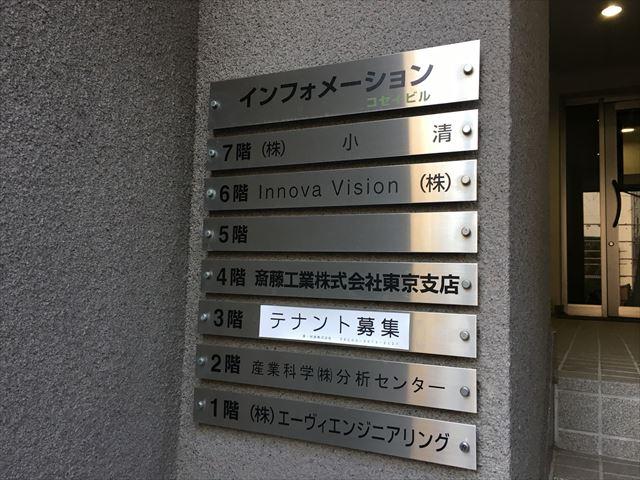 インフォメーション
コセイビル
7階 (株) 小 清
6階 Innova Vision (株)
5階
4階 斎藤工業株式会社東京支店
3階 テナント募集
2階 産業科学(株)分析センター
1階 (株)エーヴィエンジニアリング